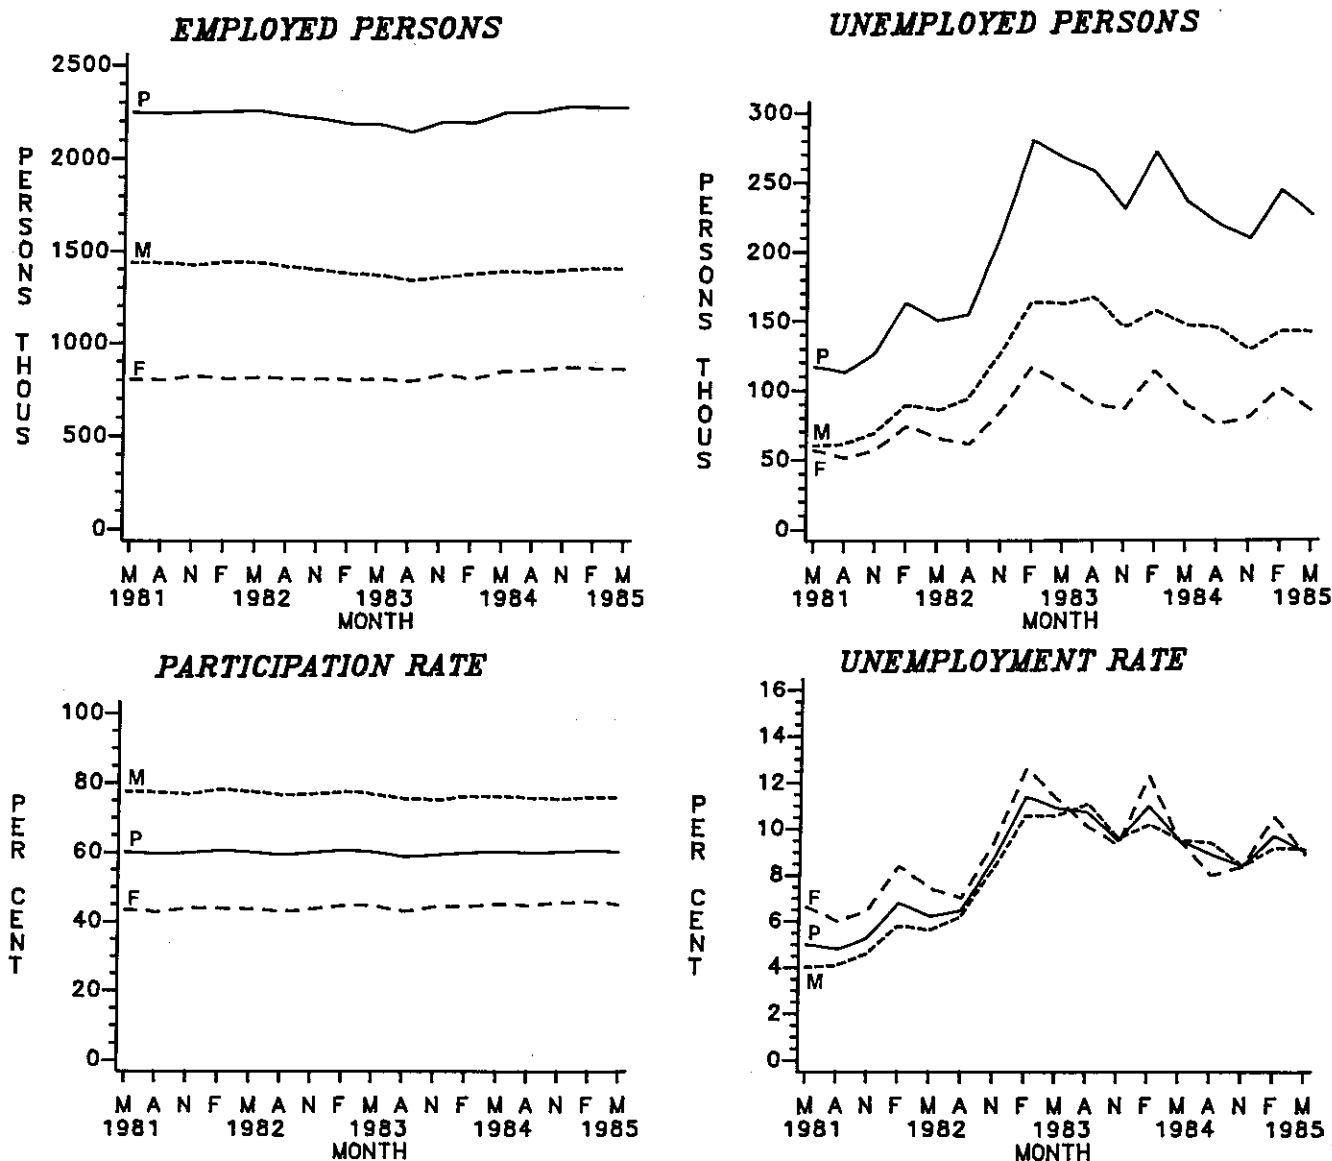 EMPLOYED PERSONS
PERSONS THOUS
2500
2000
1500
1000
500
0
P
M
F
M A N F M A N F M A N F M A N F M
1981 1982 1983 1984 1985
MONTH
UNEMPLOYED PERSONS
PERSONS THOUS
300
250
200
150
100
50
0
P
M
F
M A N F M A N F M A N F M A N F M
1981 1982 1983 1984 1985
MONTH
PARTICIPATION RATE
PER CENT
100
80
60
40
20
0
M
P
F
M A N F M A N F M A N F M A N F M
1981 1982 1983 1984 1985
MONTH
UNEMPLOYMENT RATE
PER CENT
16
14
12
10
8
6
4
2
0
F
P
M
M A N F M A N F M A N F M A N F M
1981 1982 1983 1984 1985
MONTH